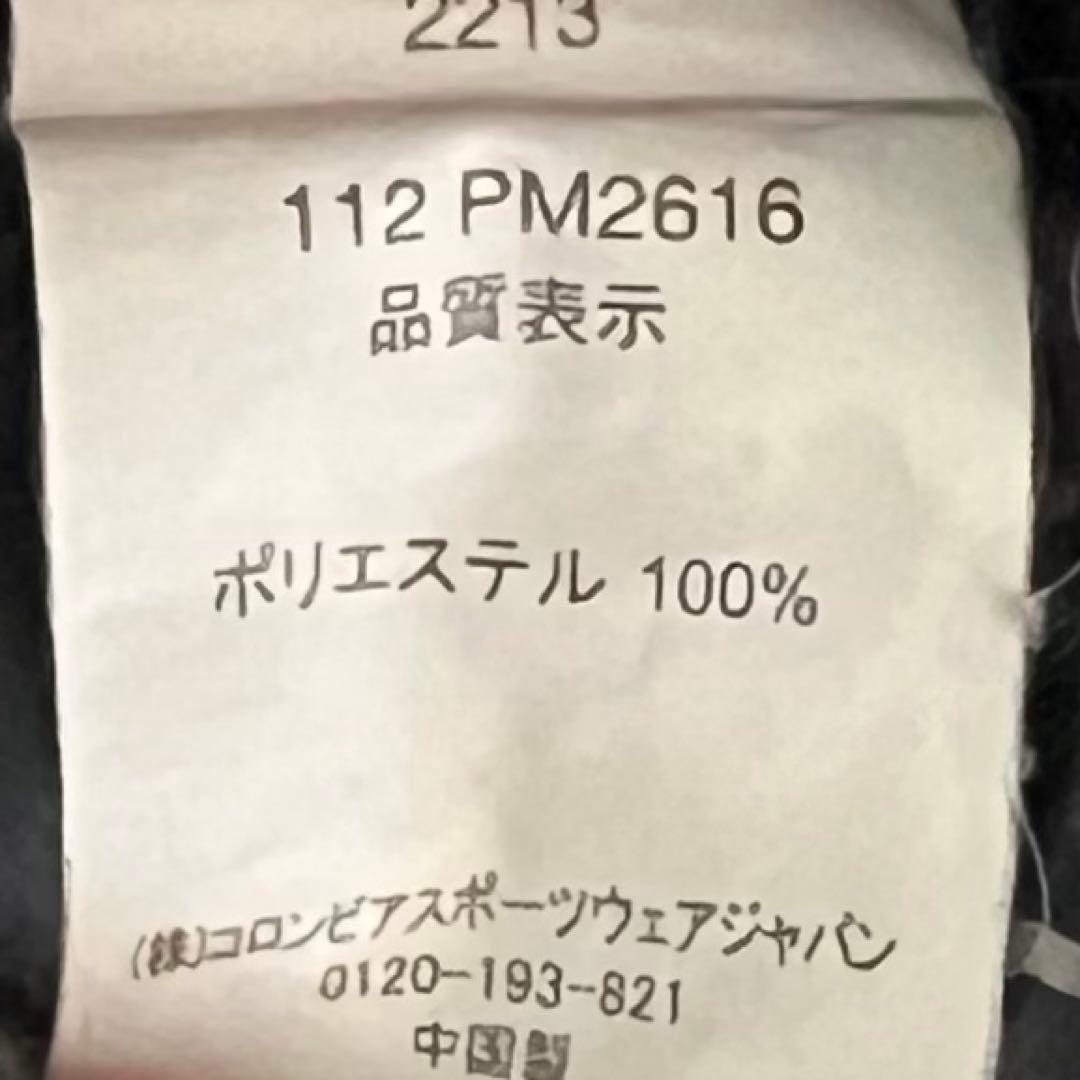 2213
112 PM2616
品質表示
ポリエステル 100%
(株)コロンビアスポーツウェアジャパン
0120-193-821
中国製